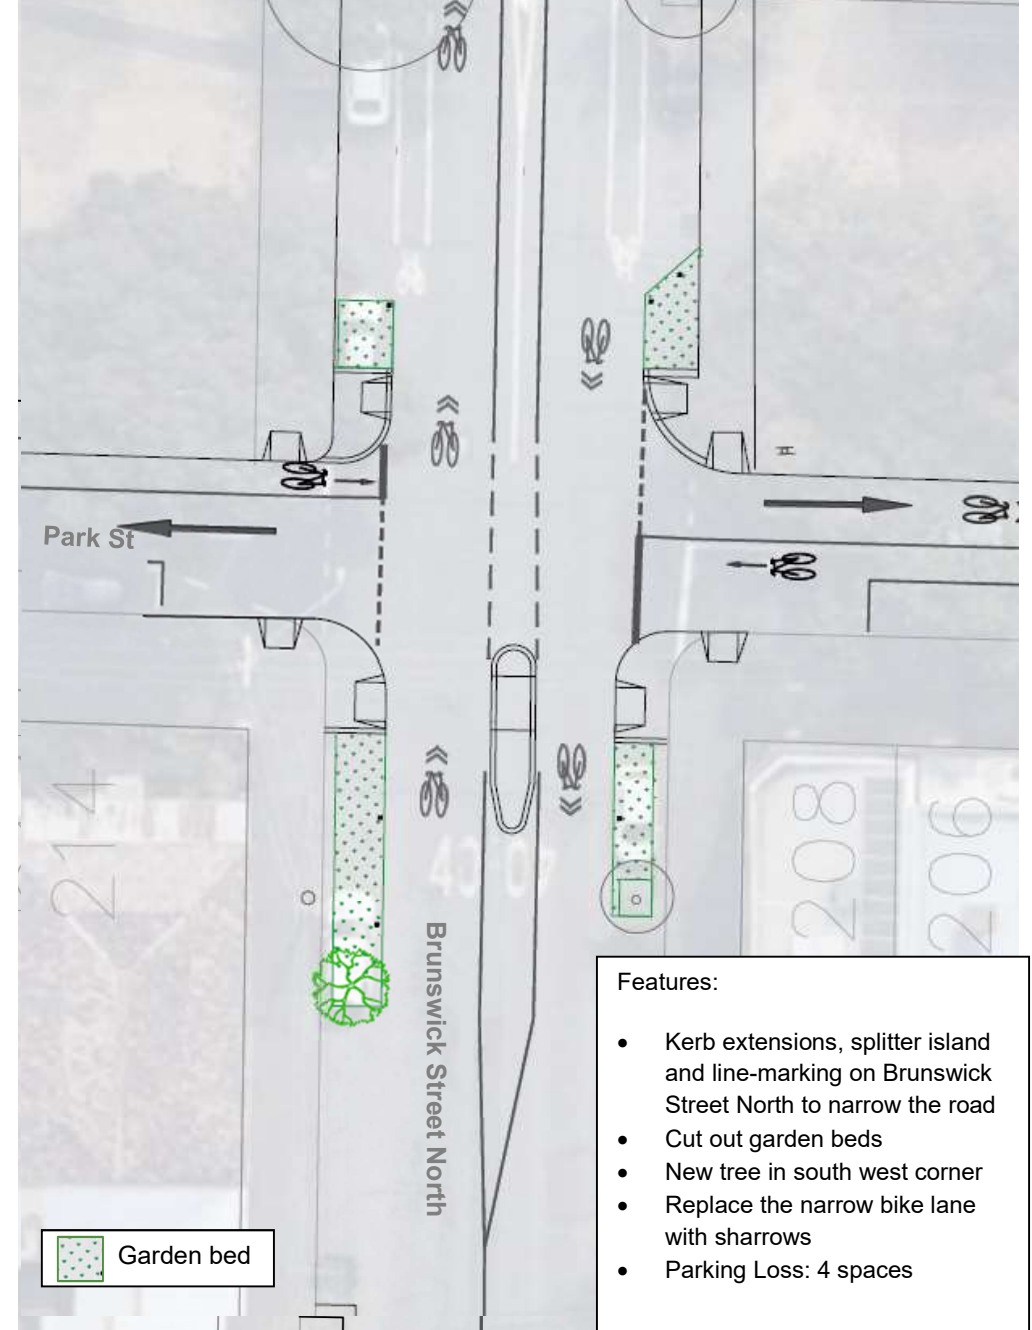 Park St
214
40
Brunswick Street North
208
206
Features:
• Kerb extensions, splitter island
and line-marking on Brunswick
Street North to narrow the road
• Cut out garden beds
• New tree in south west corner
• Replace the narrow bike lane
with sharrows
• Parking Loss: 4 spaces
Garden bed